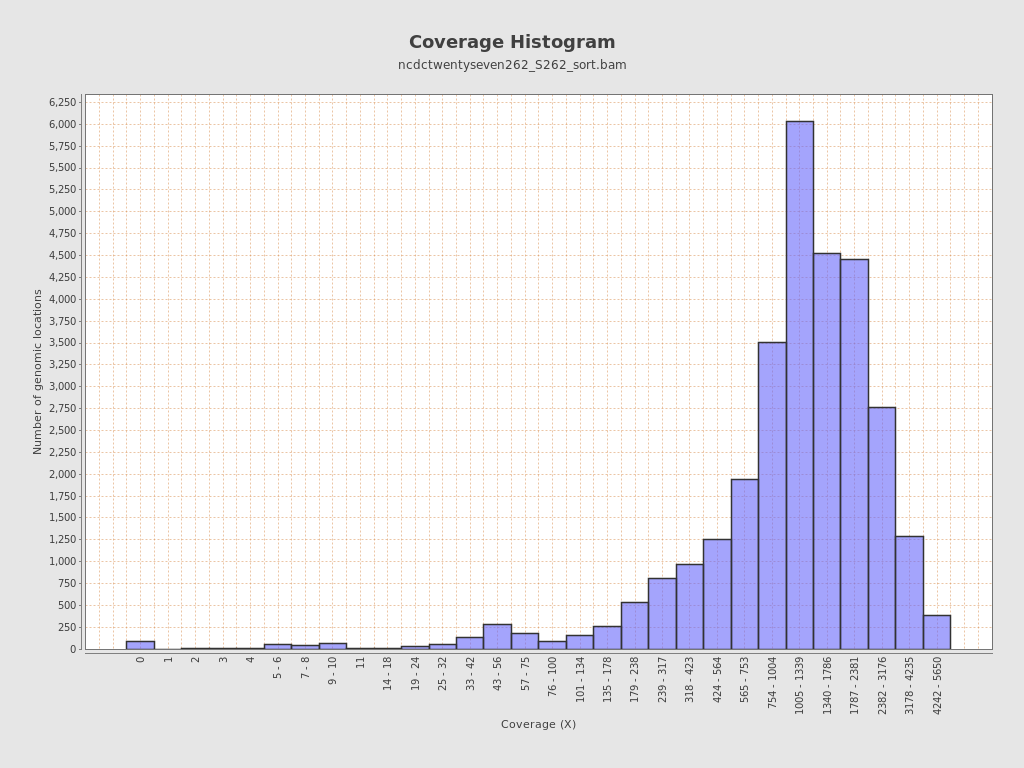 Coverage Histogram
ncdctwentyseven262_S262_sort.bam
Number of genomic locations
6,250
6,000
5,750
5,500
5,250
5,000
4,750
4,500
4,250
4,000
3,750
3,500
3,250
3,000
2,750
2,500
2,250
2,000
1,750
1,500
1,250
1,000
750
500
250
0
0
1
2
3
4
5 - 6
7 - 8
9 - 10
11
14 - 18
19 - 24
25 - 32
33 - 42
43 - 56
57 - 75
76 - 100
101 - 134
135 - 178
179 - 238
239 - 317
318 - 423
424 - 564
565 - 753
754 - 1004
1005 - 1339
1340 - 1786
1787 - 2381
2382 - 3176
3178 - 4235
4242 - 5650
Coverage (X)